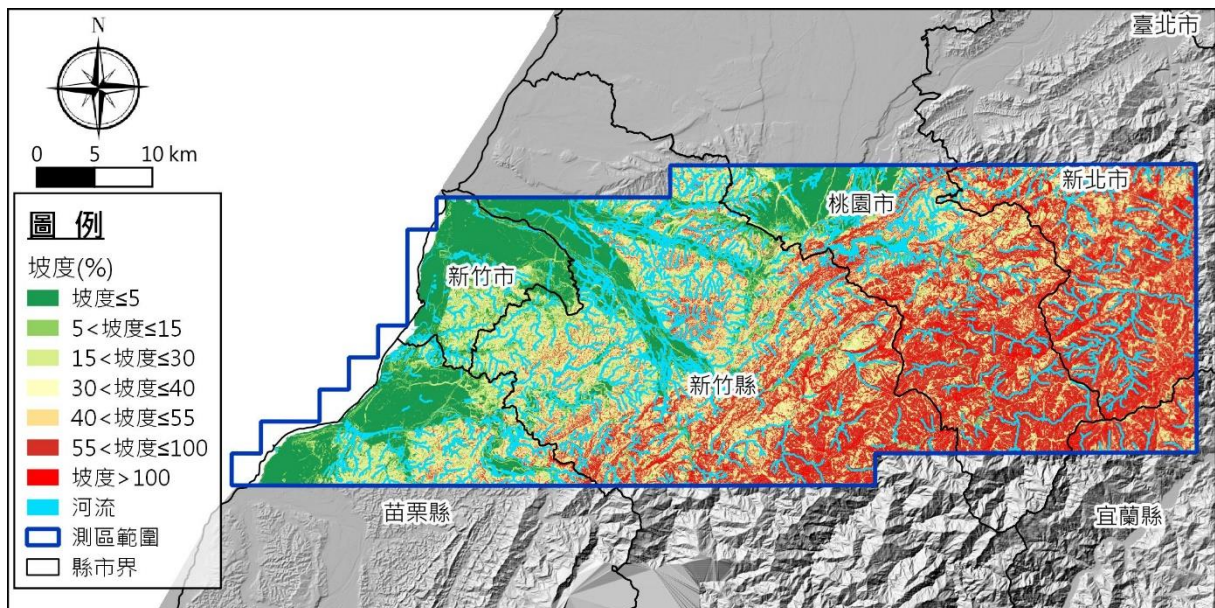 N
0 5 10 km
圖 例
坡度(%)
坡度≦5
5<坡度≦15
15<坡度≦30
30<坡度≦40
40<坡度≦55
55<坡度≦100
坡度>100
河流
測區範圍
縣市界
臺北市
新北市
桃園市
新竹市
新竹縣
苗栗縣
宜蘭縣